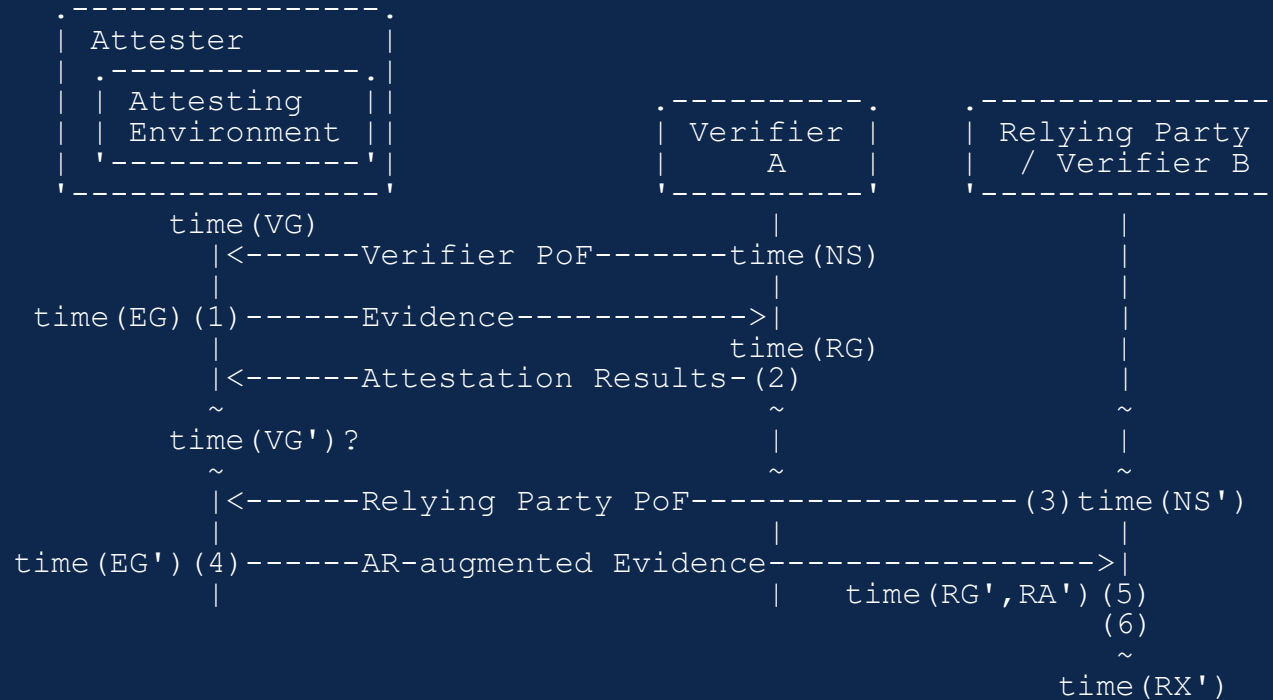 .----------------.
| Attester       |
| .-------------.|
| | Attesting   ||             .----------.    .---------------
| | Environment ||             | Verifier |    | Relying Party
| '-------------'|             |     A    |    |  / Verifier B
'----------------'             '----------'    '---------------
      time(VG)                       |                 |
        |<------Verifier PoF-------time(NS)            |
        |                            |                 |
time(EG)(1)------Evidence------------>|                 |
        |                          time(RG)            |
        |<------Attestation Results-(2)                |
        ~                            ~                 ~
      time(VG')?                     |                 |
        ~                            ~                 ~
        |<------Relying Party PoF-----------------(3)time(NS')
        |                            |                 |
time(EG')(4)------AR-augmented Evidence----------------->|
        |                            |   time(RG',RA')(5)
                                                      (6)
                                                       ~
                                                    time(RX')